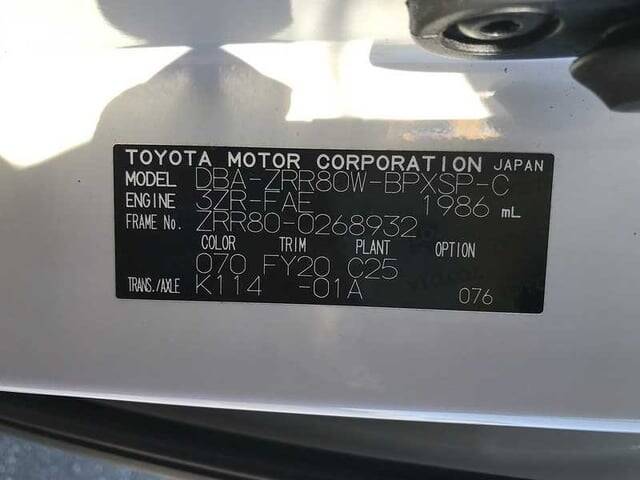 TOYOTA MOTOR CORPORATION JAPAN
MODEL DBA-ZRR80W-BPXSP-C
ENGINE 3ZR-FAE 1986 mL
FRAME No. ZRR80-0268932
COLOR TRIM PLANT OPTION
070 FY20 C25
TRANS./AXLE K114 -01A 076